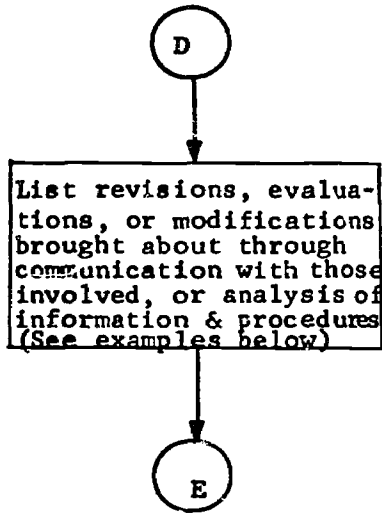 D
List revisions, evalua-
tions, or modifications
brought about through
communication with those
involved, or analysis of
information & procedures
(See examples below)
E